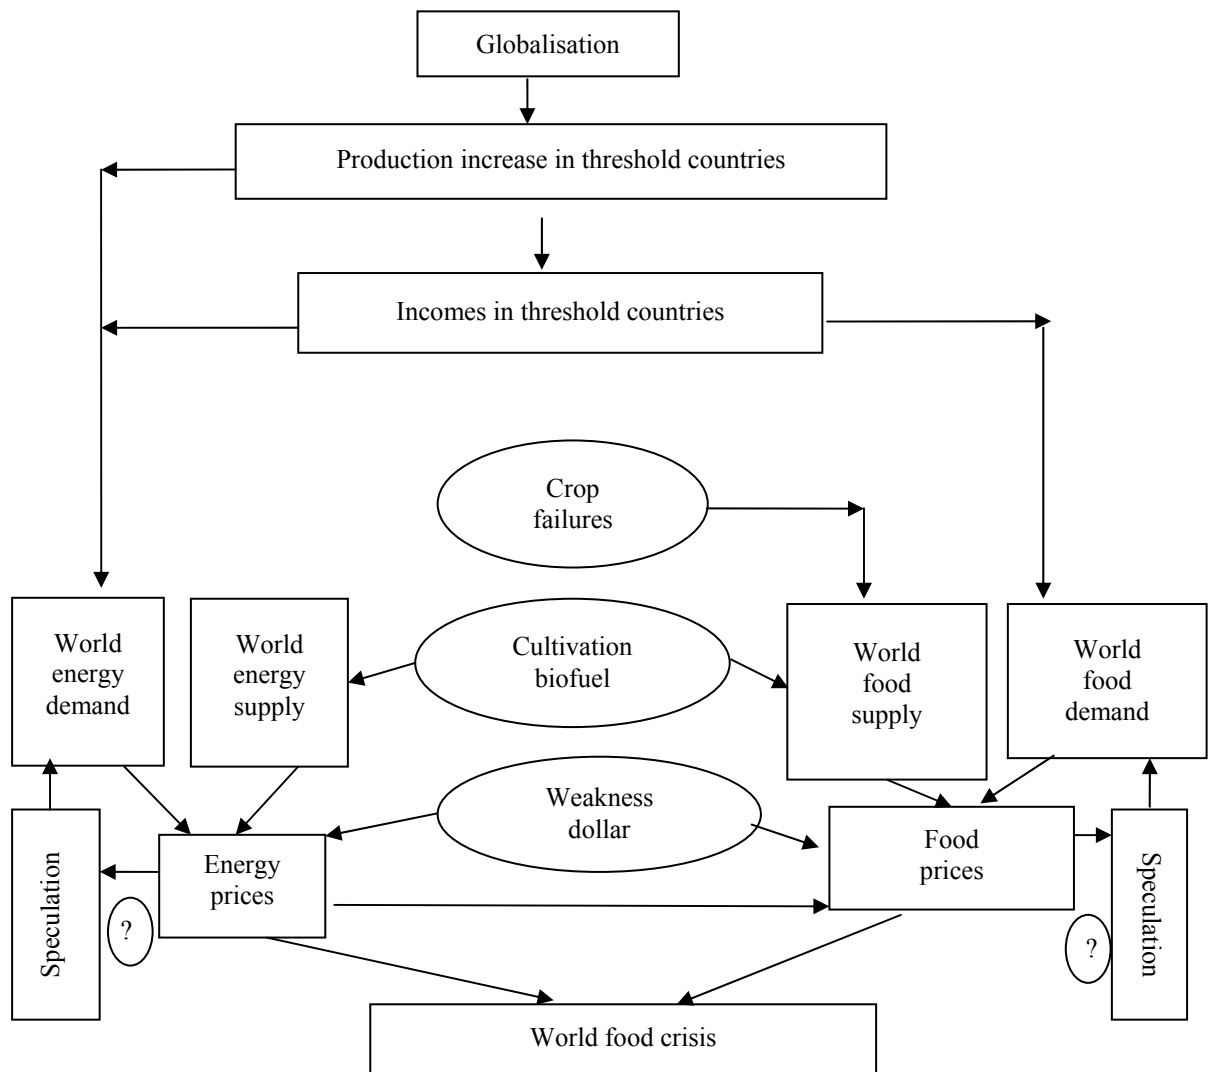 Globalisation
Production increase in threshold countries
Incomes in threshold countries
Crop
failures
World
energy
demand
World
energy
supply
Cultivation
biofuel
World
food
supply
World
food
demand
Weakness
dollar
Speculation
?
Energy
prices
Food
prices
?
Speculation
World food crisis